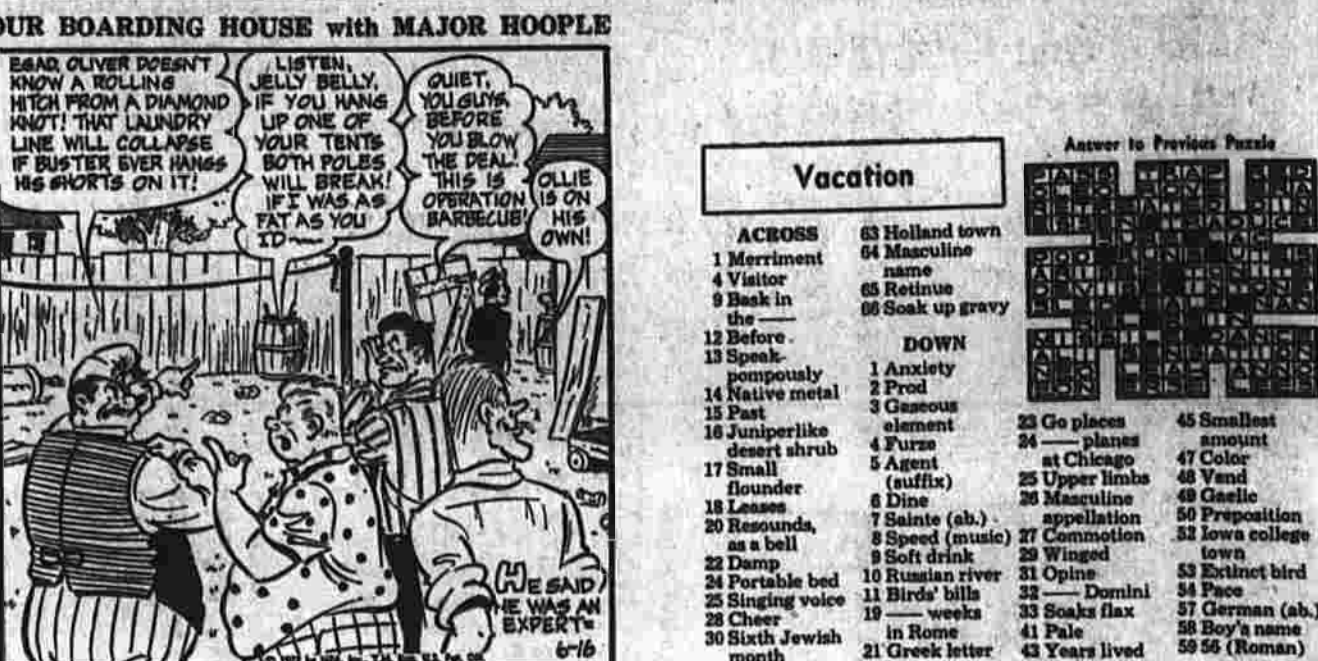 OUR BOARDING HOUSE with MAJOR HOOPLE
EGAD, OLIVER DOESN'T
KNOW A ROLLING
HITCH FROM A DIAMOND
KNOT! THAT LAUNDRY
LINE WILL COLLAPSE
IF BUSTER EVER HANGS
HIS SHORTS ON IT!
LISTEN,
JELLY BELLY,
IF YOU HANG
UP ONE OF
YOUR TENTS
BOTH POLES
WILL BREAK!
IF I WAS AS
FAT AS YOU
I'D—
QUIET,
YOU GUYS,
BEFORE
YOU BLOW
THE DEAL!
THIS IS
OPERATION
BARBECUE!
OLLIE
IS ON
HIS
OWN!
HE SAID
HE WAS AN
EXPERT=
6-16
Vacation
ACROSS
1 Merriment
4 Visitor
9 Bask in
the ——
12 Before
13 Speak
pompously
14 Native metal
15 Past
16 Juniperlike
desert shrub
17 Small
flounder
18 Leases
20 Resounds,
as a bell
22 Damp
24 Portable bed
25 Singing voice
28 Cheer
30 Sixth Jewish
month
63 Holland town
64 Masculine
name
65 Retinue
66 Soak up gravy
DOWN
1 Anxiety
2 Prod
3 Gaseous
element
4 Furze
5 Agent
(suffix)
6 Dine
7 Sainte (ab.)
8 Speed (music)
9 Soft drink
10 Russian river
11 Birds' bills
19 —— weeks
in Rome
21 Greek letter
Answer to Previous Puzzle
23 Go places
24 —— planes
at Chicago
25 Upper limbs
26 Masculine
appellation
27 Commotion
29 Winged
31 Opine
32 —— Domini
33 Soaks flax
41 Pale
43 Years lived
45 Smallest
amount
47 Color
48 Vend
49 Gaelic
50 Preposition
52 Iowa college
town
53 Extinct bird
54 Pace
57 German (ab.)
58 Boy's name
59 56 (Roman)